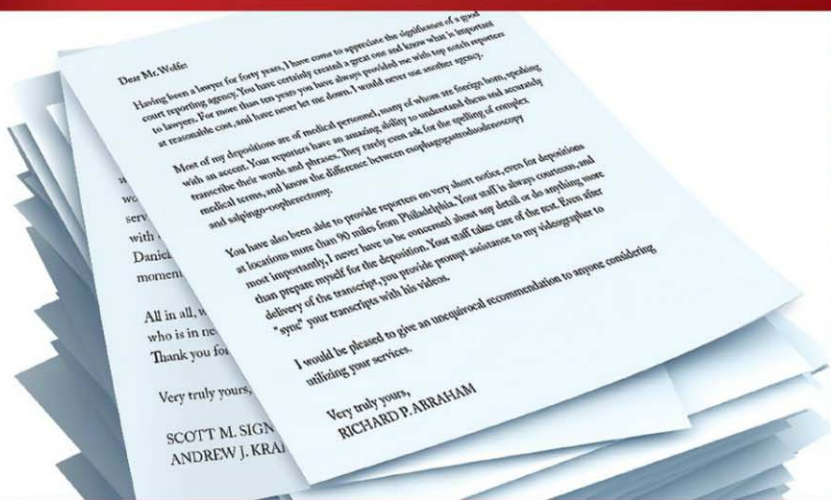 Dear Mr. Wolfe:
Having been a lawyer for forty years, I have come to appreciate the significance of a good
court reporting agency. You have certainly created a great one and know what is important
to lawyers. For more than ten years you have always provided me with top notch reporters
at reasonable cost, and have never let me down. I would never use another agency.
Most of my depositions are of medical personnel, many of whom are foreign born, speaking
with an accent. Your reporters have an amazing ability to understand them and accurately
transcribe their words and phrases. They rarely even ask for the spelling of complex
medical terms, and know the difference between esophagogastroduodenoscopy
and salpingo-oopherectomy.
You have also been able to provide reporters on very short notice, even for depositions
at locations more than 90 miles from Philadelphia. Your staff is always courteous, and
most importantly, I never have to be concerned about any detail or do anything more
than prepare myself for the deposition. Your staff takes care of the rest. Even after
delivery of the transcript, you provide prompt assistance to my videographer to
"sync" your transcripts with his videos.
I would be pleased to give an unequivocal recommendation to anyone considering
utilizing your services.
Very truly yours,
RICHARD P. ABRAHAM
serv
with
Daniel
moment
All in all, w
who is in ne
Thank you for
Very truly yours,
SCOTT M. SIGN
ANDREW J. KRA